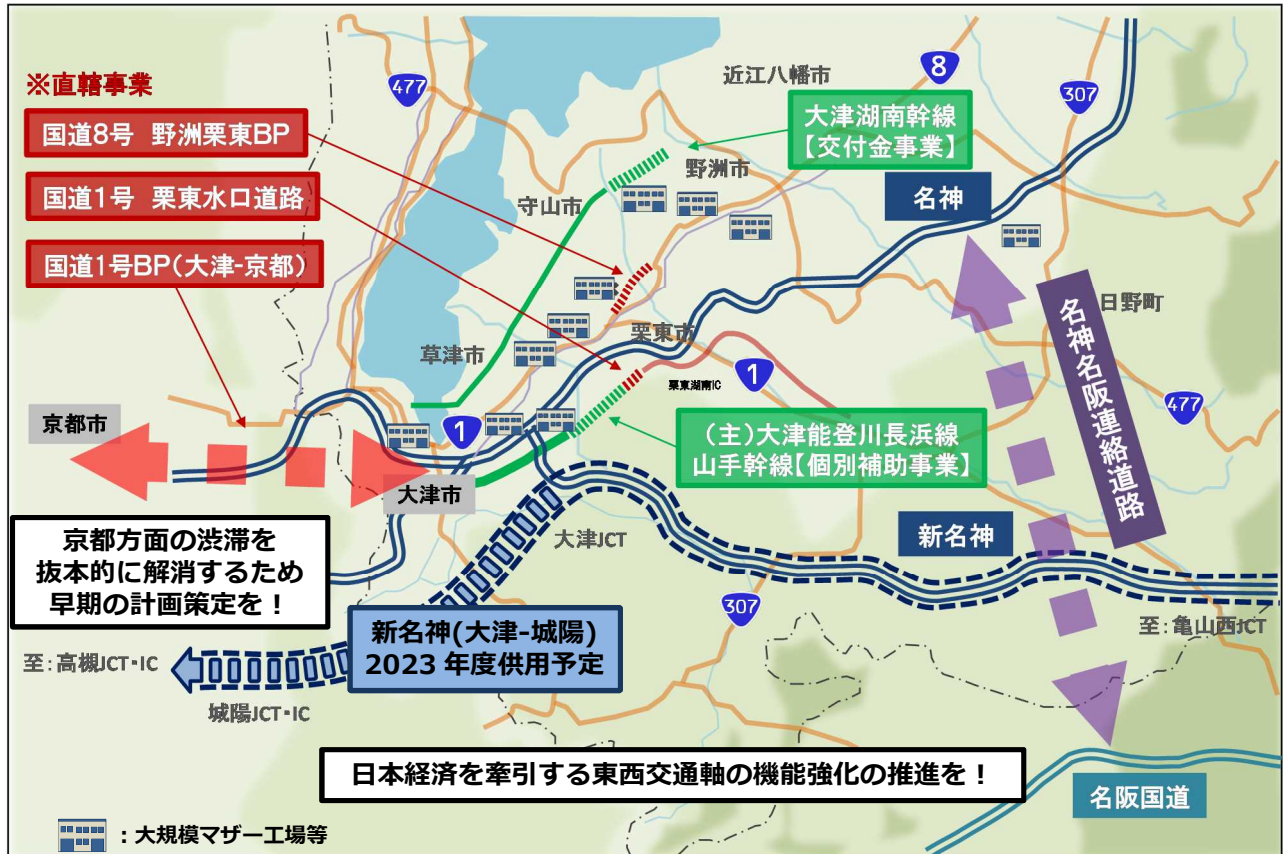 ※直轄事業
国道8号 野洲栗東BP
国道1号 栗東水口道路
国道1号BP(大津-京都)
477
近江八幡市
8
307
大津湖南幹線
【交付金事業】
野洲市
守山市
名神
日野町
名神名阪連絡道路
栗東市
草津市
栗東湖南IC
1
477
京都市
1
(主)大津能登川長浜線
山手幹線【個別補助事業】
大津市
京都方面の渋滞を
抜本的に解消するため
早期の計画策定を!
大津JCT
新名神
307
新名神(大津-城陽)
2023年度供用予定
至:亀山西JCT
至:高槻JCT・IC
城陽JCT・IC
日本経済を牽引する東西交通軸の機能強化の推進を!
名阪国道
:大規模マザー工場等